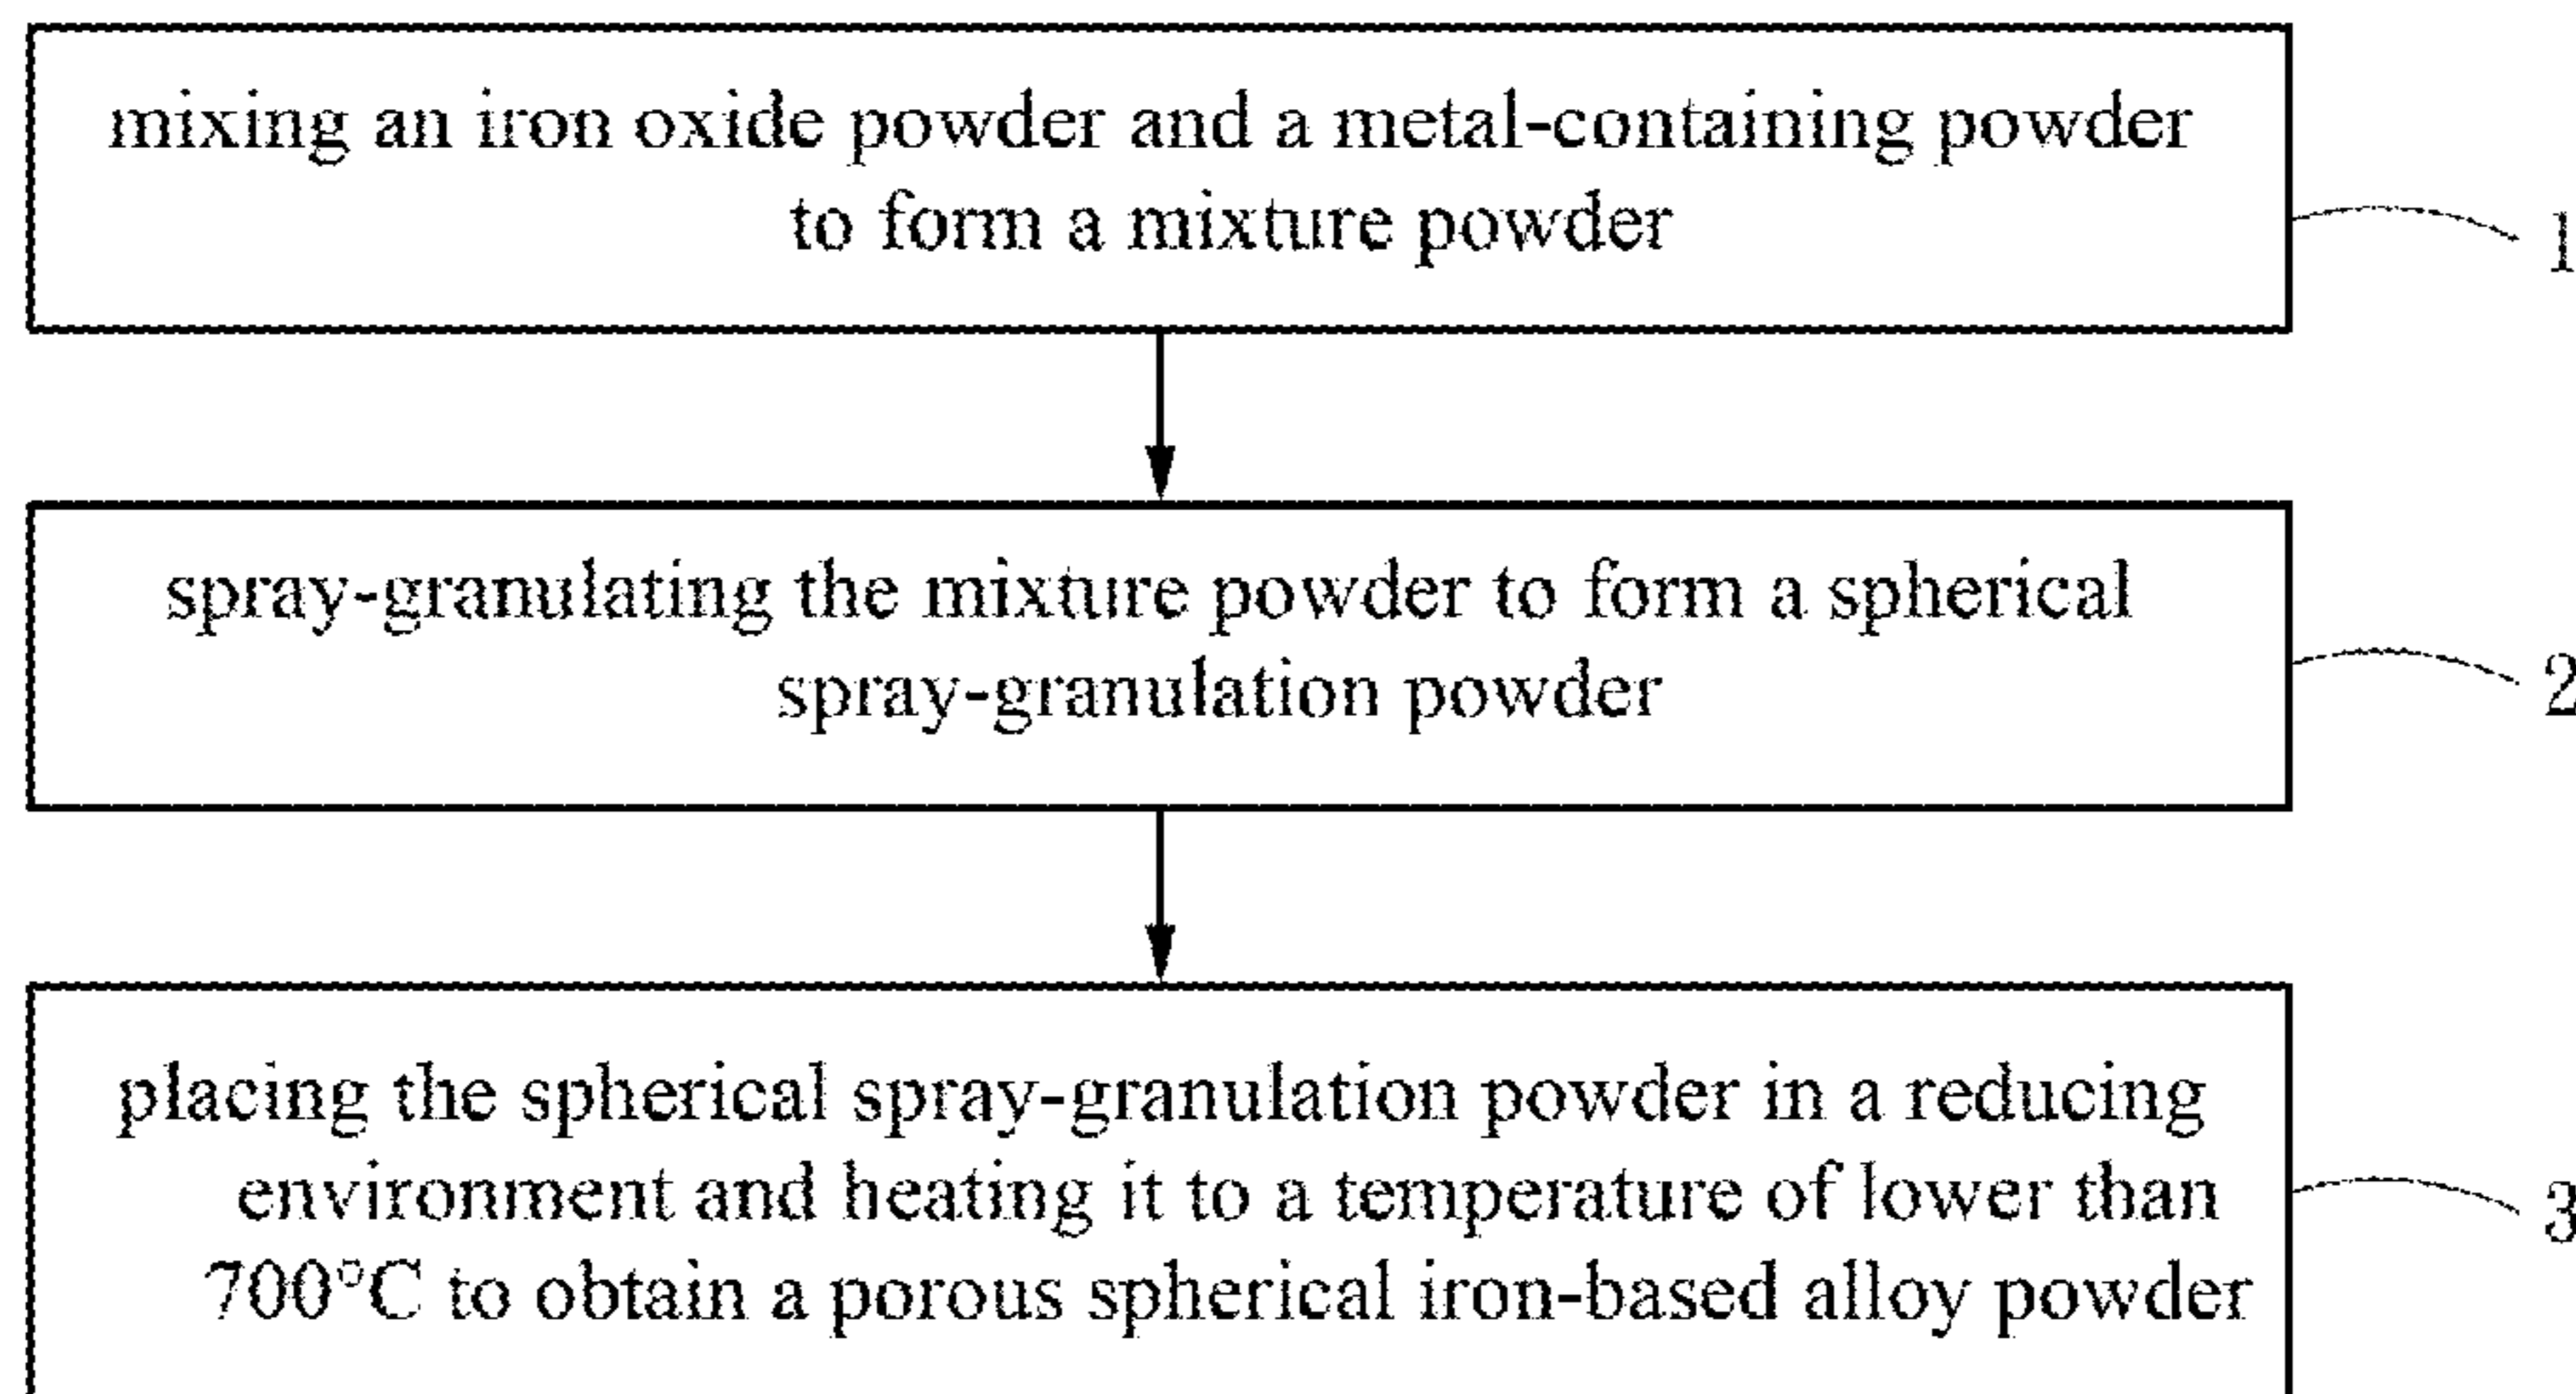 mixing an iron oxide powder and a metal-containing powder
to form a mixture powder
1
spray-granulating the mixture powder to form a spherical
spray-granulation powder
2
placing the spherical spray-granulation powder in a reducing
environment and heating it to a temperature of lower than
700°C to obtain a porous spherical iron-based alloy powder
3